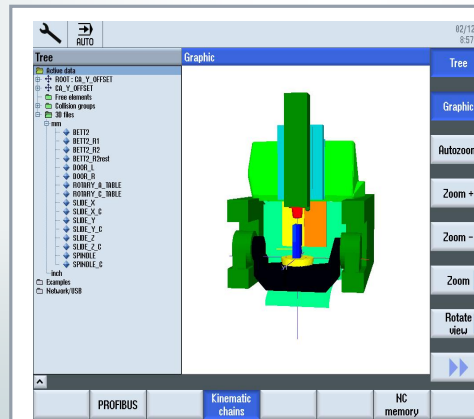 AUTO
02/12
8:57
Tree
Graphic
Tree
Active data
ROOT : CA_Y_OFFSET
CA_Y_OFFSET
Free elements
Collision groups
3D files
mm
BETT2
BETT2_R1
BETT2_R2
BETT2_R2rest
DOOR_L
DOOR_R
ROTARY_A_TABLE
ROTARY_C_TABLE
SLIDE_X
SLIDE_X_C
SLIDE_Y
SLIDE_Y_C
SLIDE_Z
SLIDE_Z_C
SPINDLE
SPINDLE_C
inch
Examples
Network/USB
Graphic
Autozoom
Zoom +
Zoom -
Zoom
Rotate
view
PROFIBUS
Kinematic
chains
NC
memory